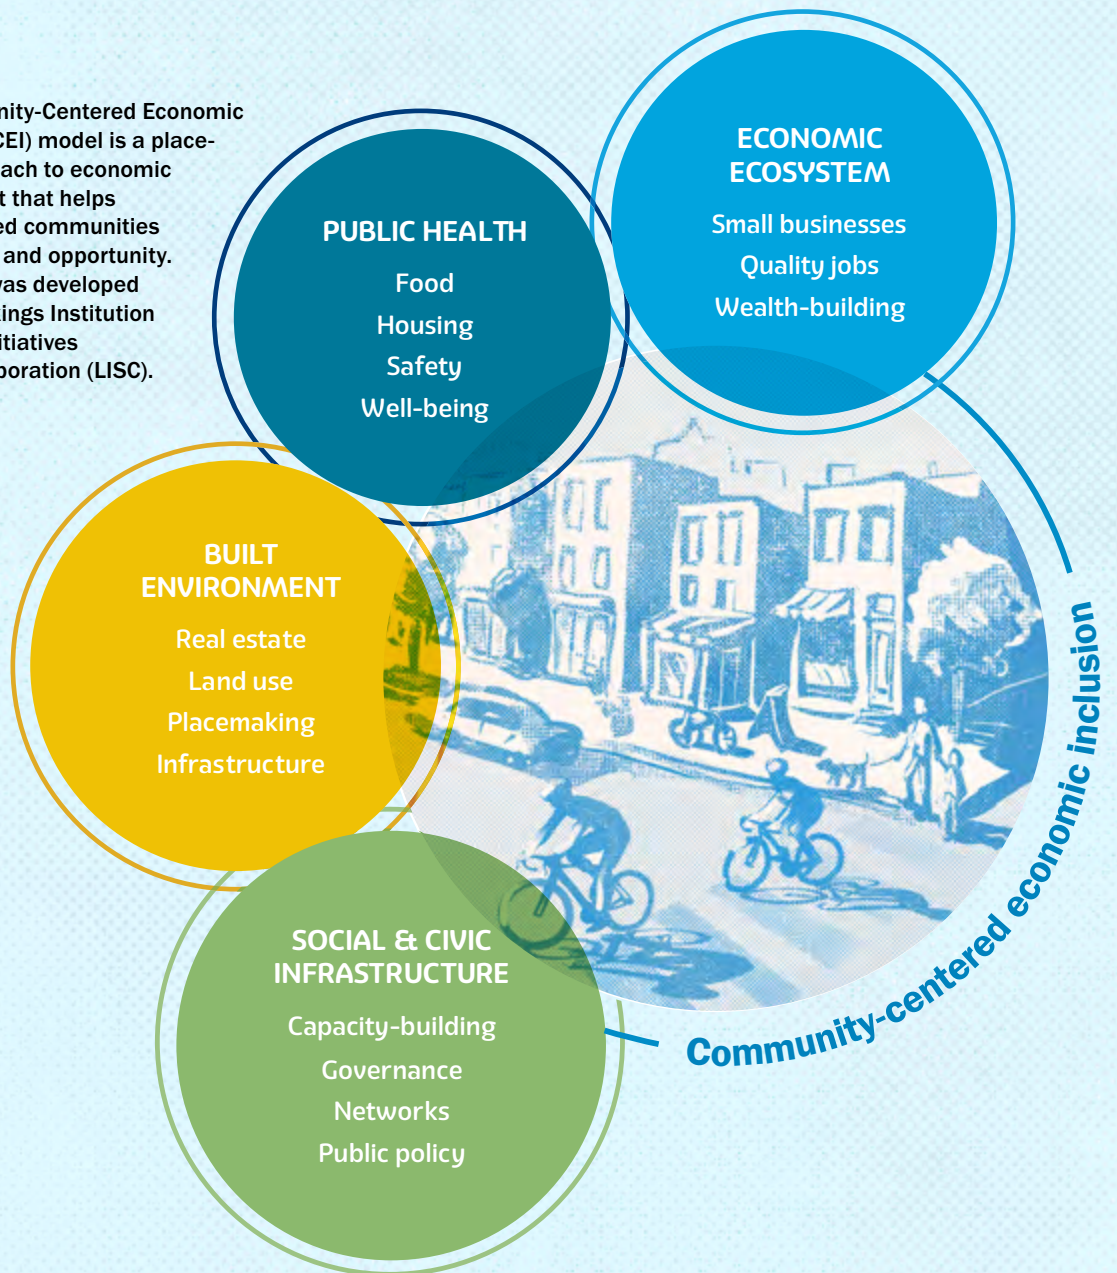 nity-Centered Economic
CEI) model is a place-
ach to economic
t that helps
ed communities
and opportunity.
was developed
kings Institution
itiatives
poration (LISC).
PUBLIC HEALTH
Food
Housing
Safety
Well-being
ECONOMIC
ECOSYSTEM
Small businesses
Quality jobs
Wealth-building
BUILT
ENVIRONMENT
Real estate
Land use
Placemaking
Infrastructure
SOCIAL & CIVIC
INFRASTRUCTURE
Capacity-building
Governance
Networks
Public policy
Community-centered economic inclusion